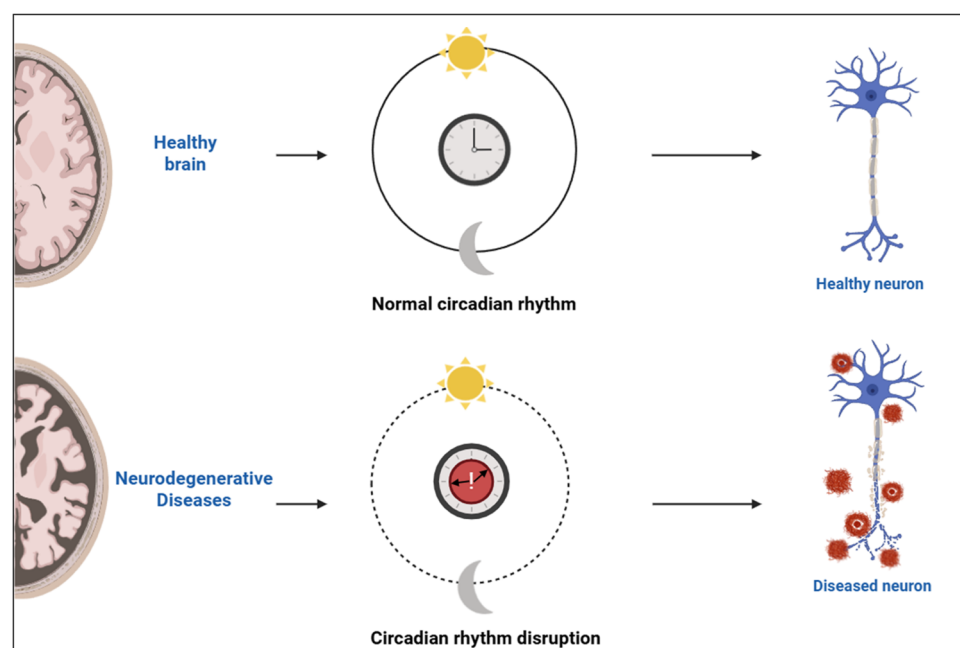 Healthy
brain
Normal circadian rhythm
Healthy neuron
Neurodegenerative
Diseases
!
Circadian rhythm disruption
Diseased neuron